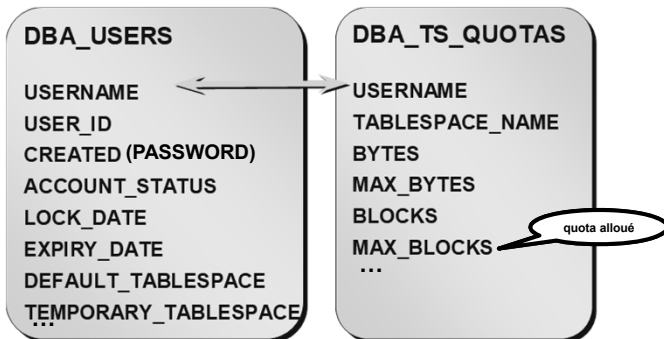 DBA_USERS
USERNAME
USER_ID
CREATED (PASSWORD)
ACCOUNT_STATUS
LOCK_DATE
EXPIRY_DATE
DEFAULT_TABLESPACE
TEMPORARY_TABLESPACE
...
DBA_TS_QUOTAS
USERNAME
TABLESPACE_NAME
BYTES
MAX_BYTES
BLOCKS
MAX_BLOCKS
...
quota alloué